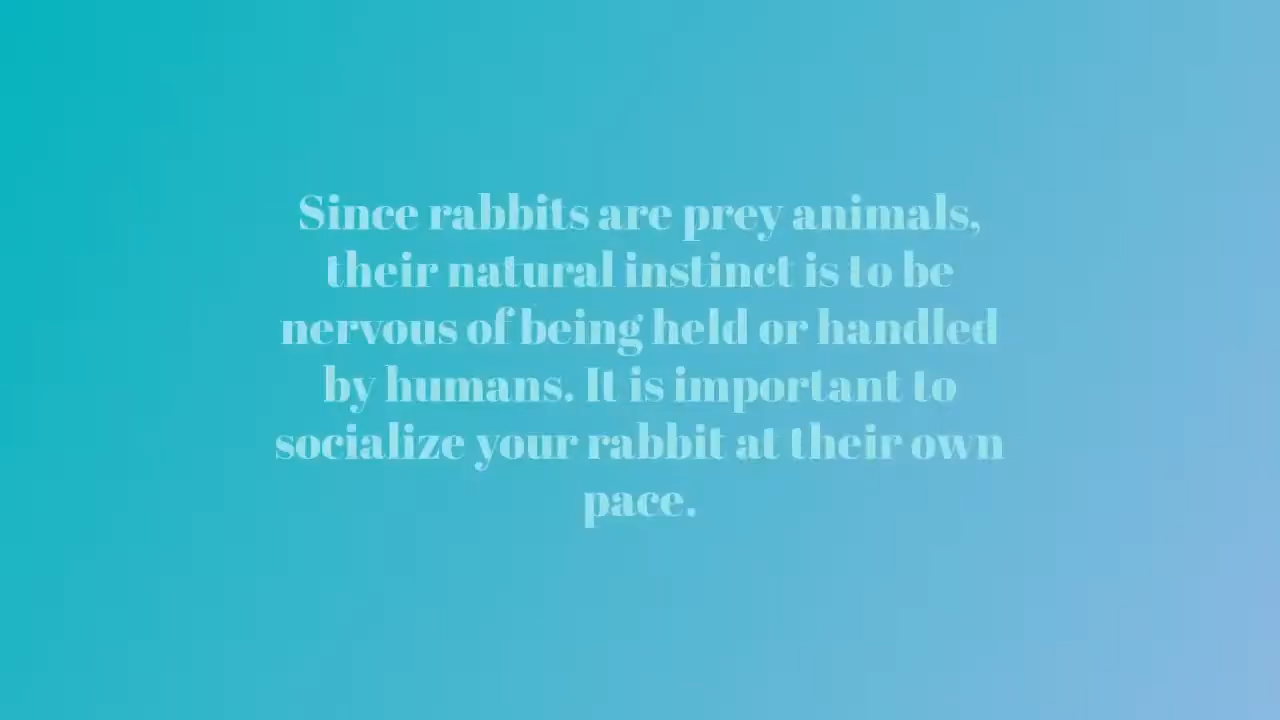 Since rabbits are prey animals,
their natural instinct is to be
nervous of being held or handled
by humans. It is important to
socialize your rabbit at their own
pace.